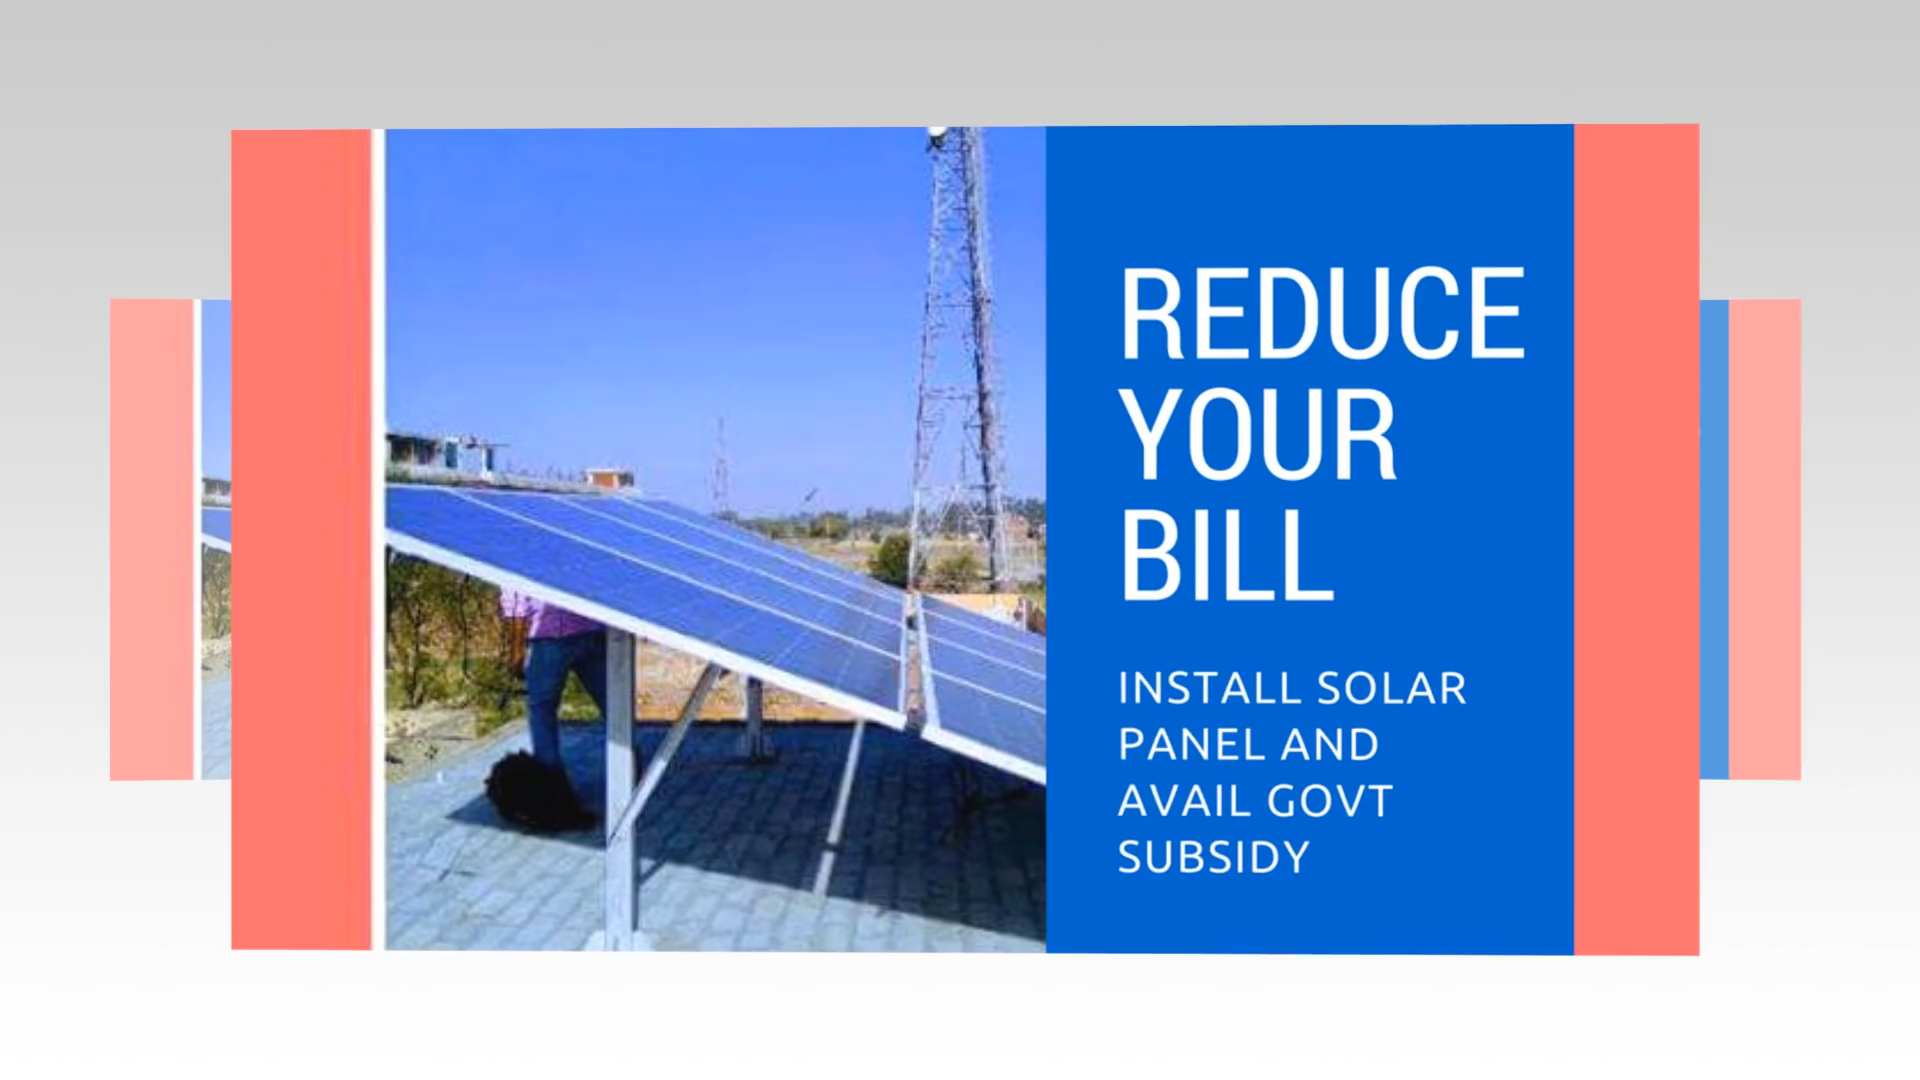 REDUCE
YOUR
BILL
INSTALL SOLAR
PANEL AND
AVAIL GOVT
SUBSIDY